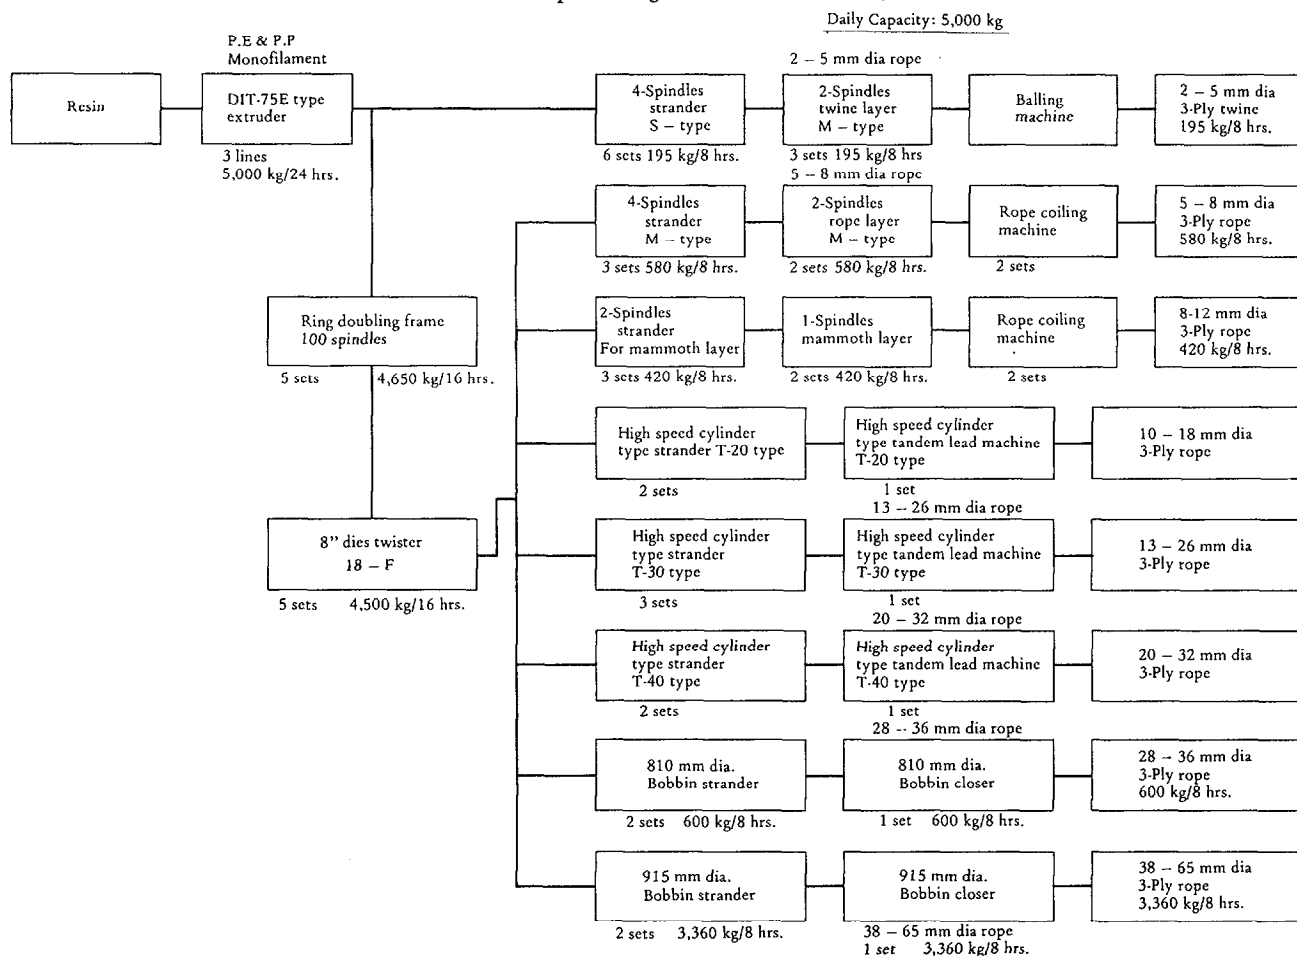 Daily Capacity: 5,000 kg
P.E & P.P
Monofilament
Resin
DIT-75E type
extruder
3 lines
5,000 kg/24 hrs.
4-Spindles
strander
S – type
6 sets 195 kg/8 hrs.
2 – 5 mm dia rope
2-Spindles
twine layer
M – type
3 sets 195 kg/8 hrs
Balling
machine
2 – 5 mm dia
3-Ply twine
195 kg/8 hrs.
4-Spindles
strander
M – type
3 sets 580 kg/8 hrs.
5 – 8 mm dia rope
2-Spindles
rope layer
M – type
2 sets 580 kg/8 hrs.
Rope coiling
machine
2 sets
5 – 8 mm dia
3-Ply rope
580 kg/8 hrs.
Ring doubling frame
100 spindles
5 sets 4,650 kg/16 hrs.
2-Spindles
strander
For mammoth layer
3 sets 420 kg/8 hrs.
1-Spindles
mammoth layer
2 sets 420 kg/8 hrs.
Rope coiling
machine
2 sets
8-12 mm dia
3-Ply rope
420 kg/8 hrs.
High speed cylinder
type strander T-20 type
2 sets
High speed cylinder
type tandem lead machine
T-20 type
1 set
10 – 18 mm dia
3-Ply rope
8” dies twister
18 – F
5 sets 4,500 kg/16 hrs.
High speed cylinder
type strander
T-30 type
3 sets
13 – 26 mm dia rope
High speed cylinder
type tandem lead machine
T-30 type
1 set
13 – 26 mm dia
3-Ply rope
High speed cylinder
type strander
T-40 type
2 sets
20 – 32 mm dia rope
High speed cylinder
type tandem lead machine
T-40 type
1 set
20 – 32 mm dia
3-Ply rope
810 mm dia.
Bobbin strander
2 sets 600 kg/8 hrs.
28 – 36 mm dia rope
810 mm dia.
Bobbin closer
1 set 600 kg/8 hrs.
28 – 36 mm dia
3-Ply rope
600 kg/8 hrs.
915 mm dia.
Bobbin strander
2 sets 3,360 kg/8 hrs.
915 mm dia.
Bobbin closer
38 – 65 mm dia rope
1 set 3,360 kg/8 hrs.
38 – 65 mm dia
3-Ply rope
3,360 kg/8 hrs.